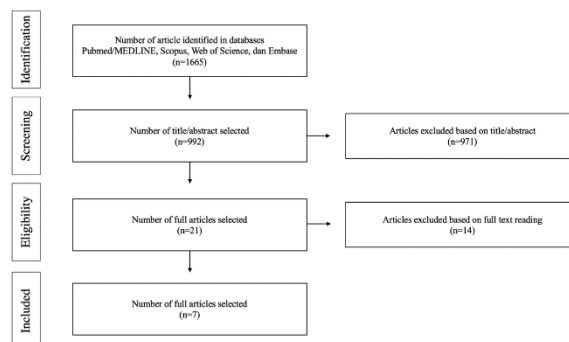 Identification
Number of article identified in databases
Pubmed/MEDLINE, Scopus, Web of Science, dan Embase
(n=1665)
Screening
Number of title/abstract selected
(n=992)
Articles excluded based on title/abstract
(n=971)
Eligibility
Number of full articles selected
(n=21)
Articles excluded based on full text reading
(n=14)
Included
Number of full articles selected
(n=7)